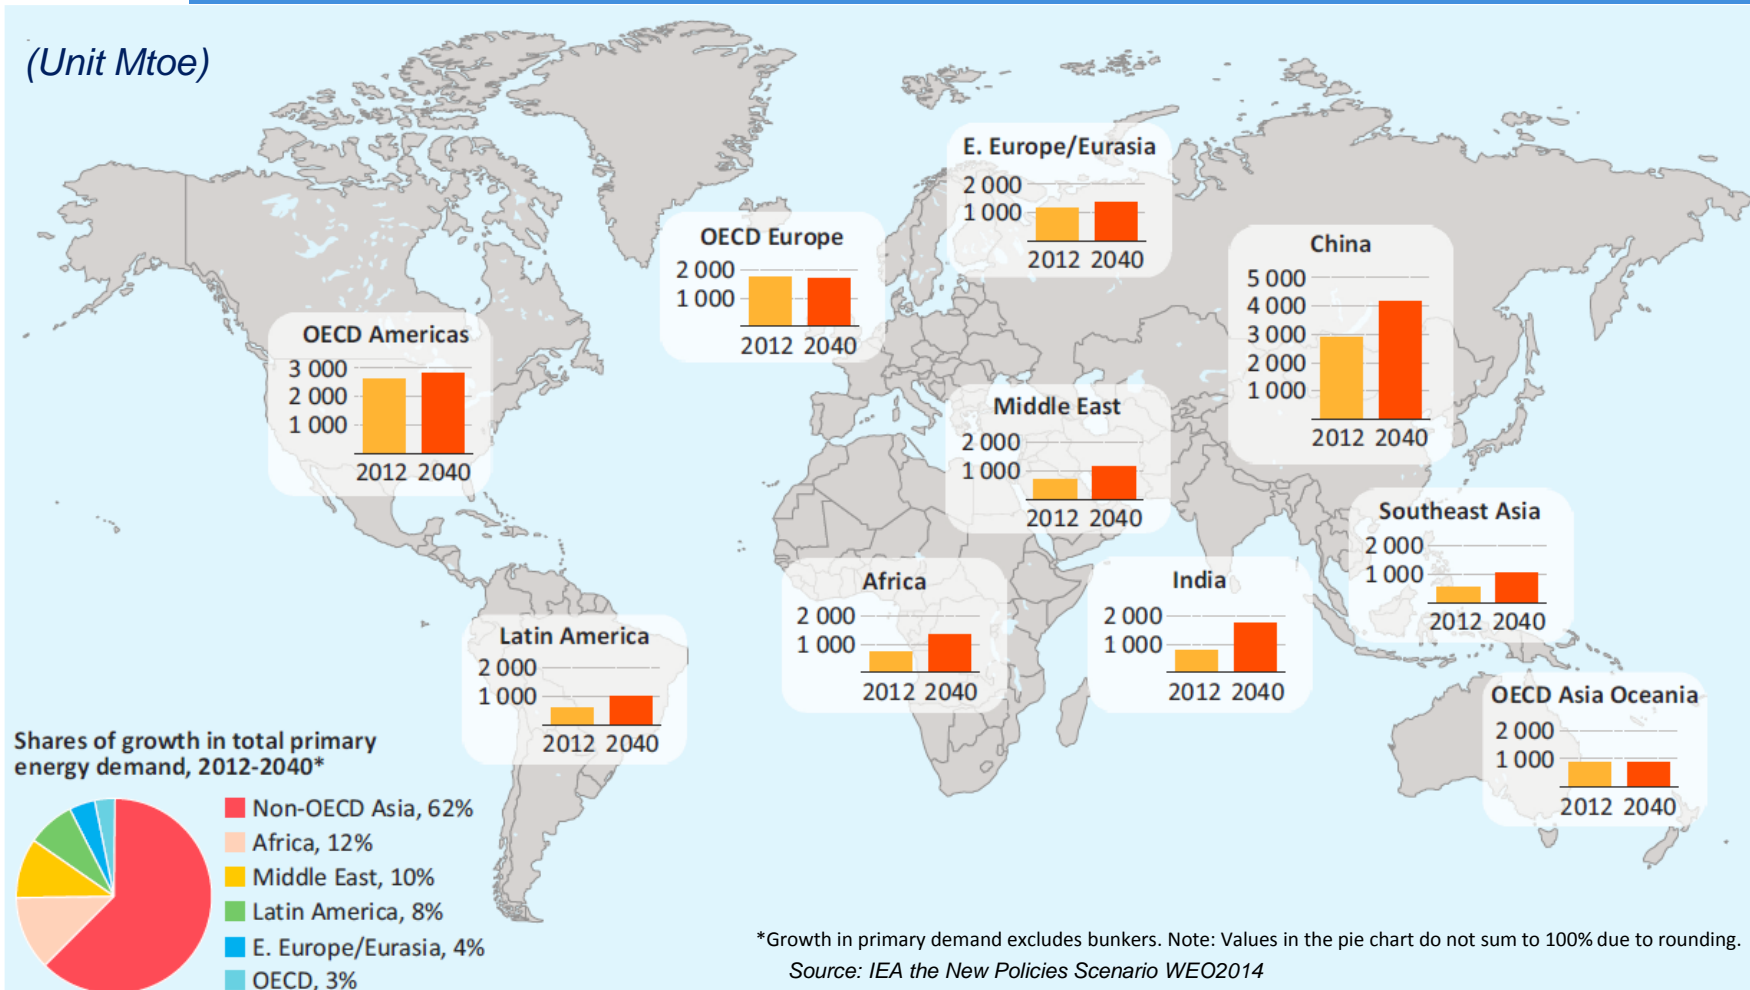 (Unit Mtoe)
E. Europe/Eurasia
2 000
1 000
2012 2040
OECD Europe
2 000
1 000
2012 2040
China
5 000
4 000
3 000
2 000
1 000
2012 2040
OECD Americas
3 000
2 000
1 000
2012 2040
Middle East
2 000
1 000
2012 2040
Southeast Asia
2 000
1 000
2012 2040
Africa
2 000
1 000
2012 2040
India
2 000
1 000
2012 2040
Latin America
2 000
1 000
2012 2040
OECD Asia Oceania
2 000
1 000
2012 2040
Shares of growth in total primary
energy demand, 2012-2040*
Non-OECD Asia, 62%
Africa, 12%
Middle East, 10%
Latin America, 8%
E. Europe/Eurasia, 4%
OECD, 3%
*Growth in primary demand excludes bunkers. Note: Values in the pie chart do not sum to 100% due to rounding.
Source: IEA the New Policies Scenario WEO2014